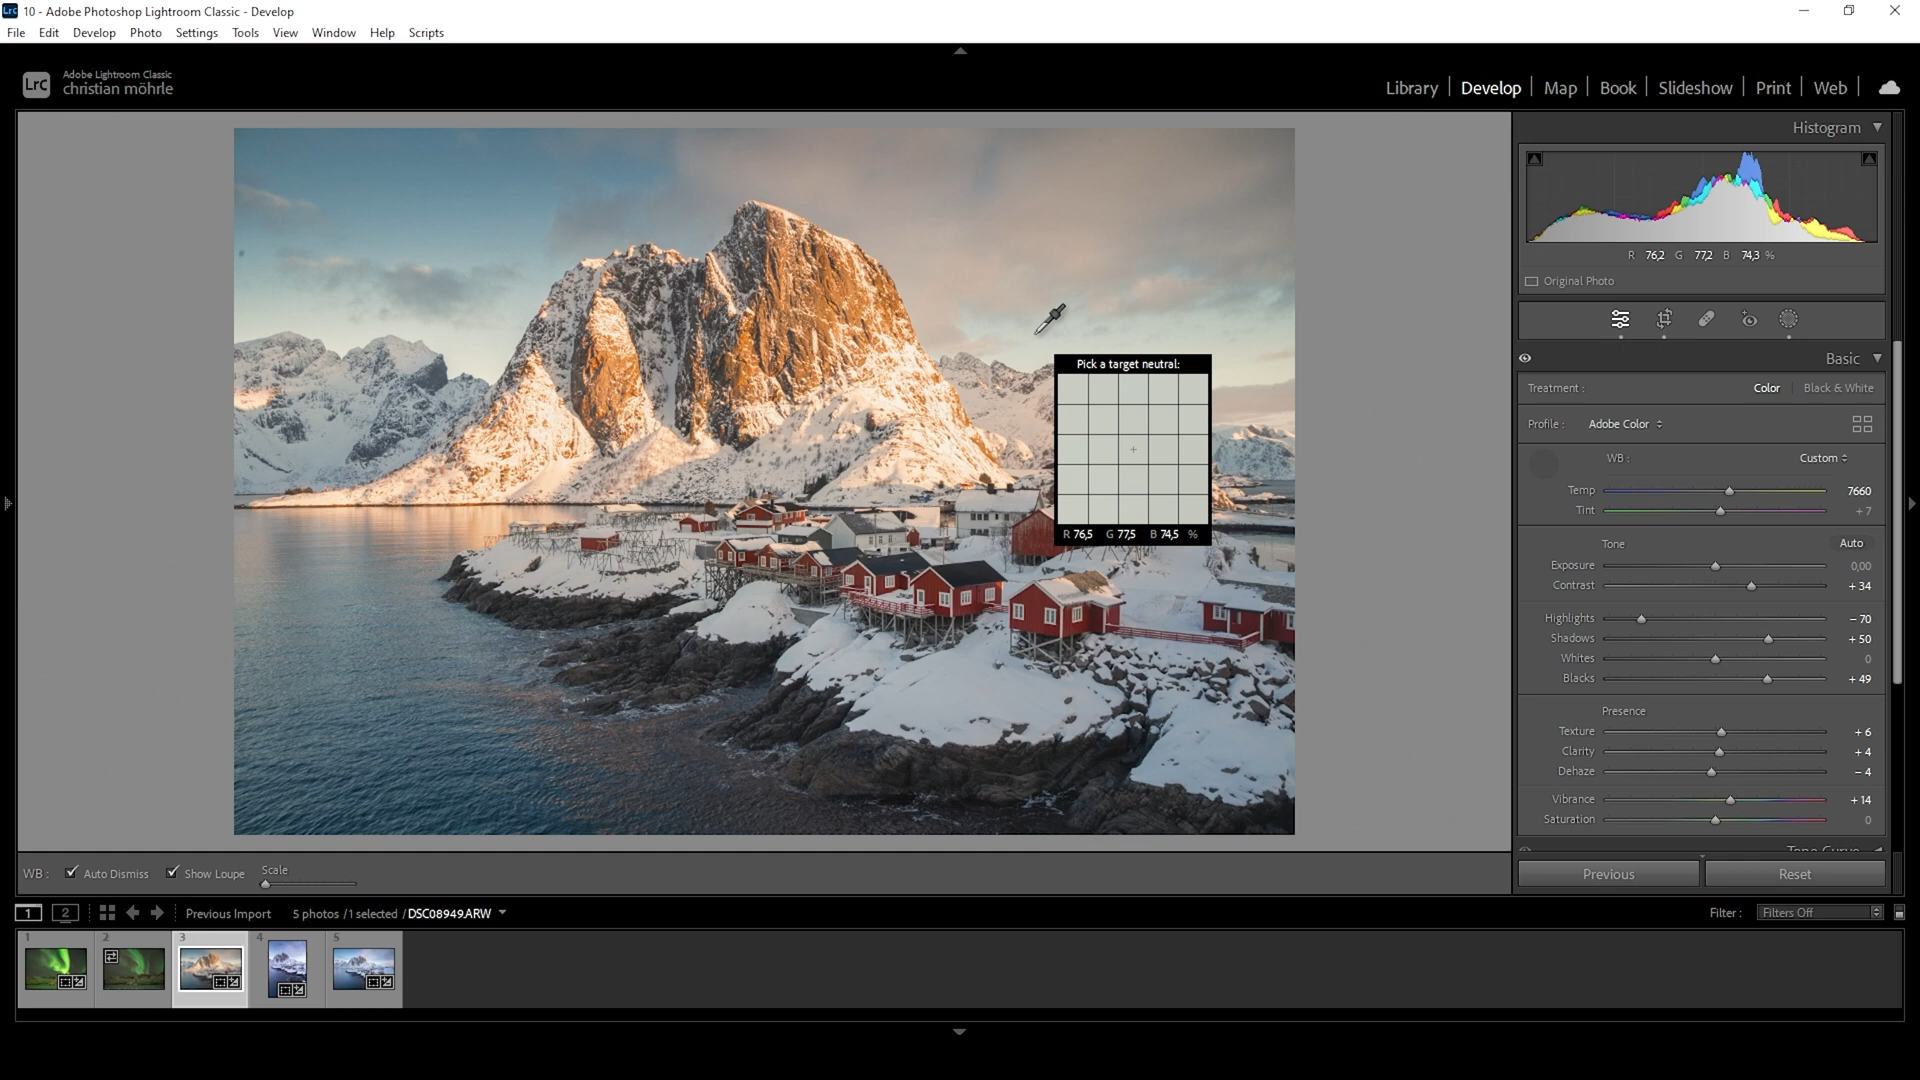 Lrc 10 - Adobe Photoshop Lightroom Classic - Develop
File Edit Develop Photo Settings Tools View Window Help Scripts
LrC Adobe Lightroom Classic
christian möhrle
Library Develop Map Book Slideshow Print Web
Histogram
R 76,2 G 77,2 B 74,3 %
Original Photo
Basic
Treatment : Color Black & White
Profile : Adobe Color
WB : Custom
Temp 7660
Tint + 7
Tone Auto
Exposure 0,00
Contrast + 34
Highlights − 70
Shadows + 50
Whites 0
Blacks + 49
Presence
Texture + 6
Clarity + 4
Dehaze − 4
Vibrance + 14
Saturation 0
Tone Curve
Previous Reset
Pick a target neutral:
R 76,5 G 77,5 B 74,5 %
WB : Auto Dismiss Show Loupe Scale
1 2 Previous Import 5 photos / 1 selected / DSC08949.ARW
Filter : Filters Off
1 2 3 4 5